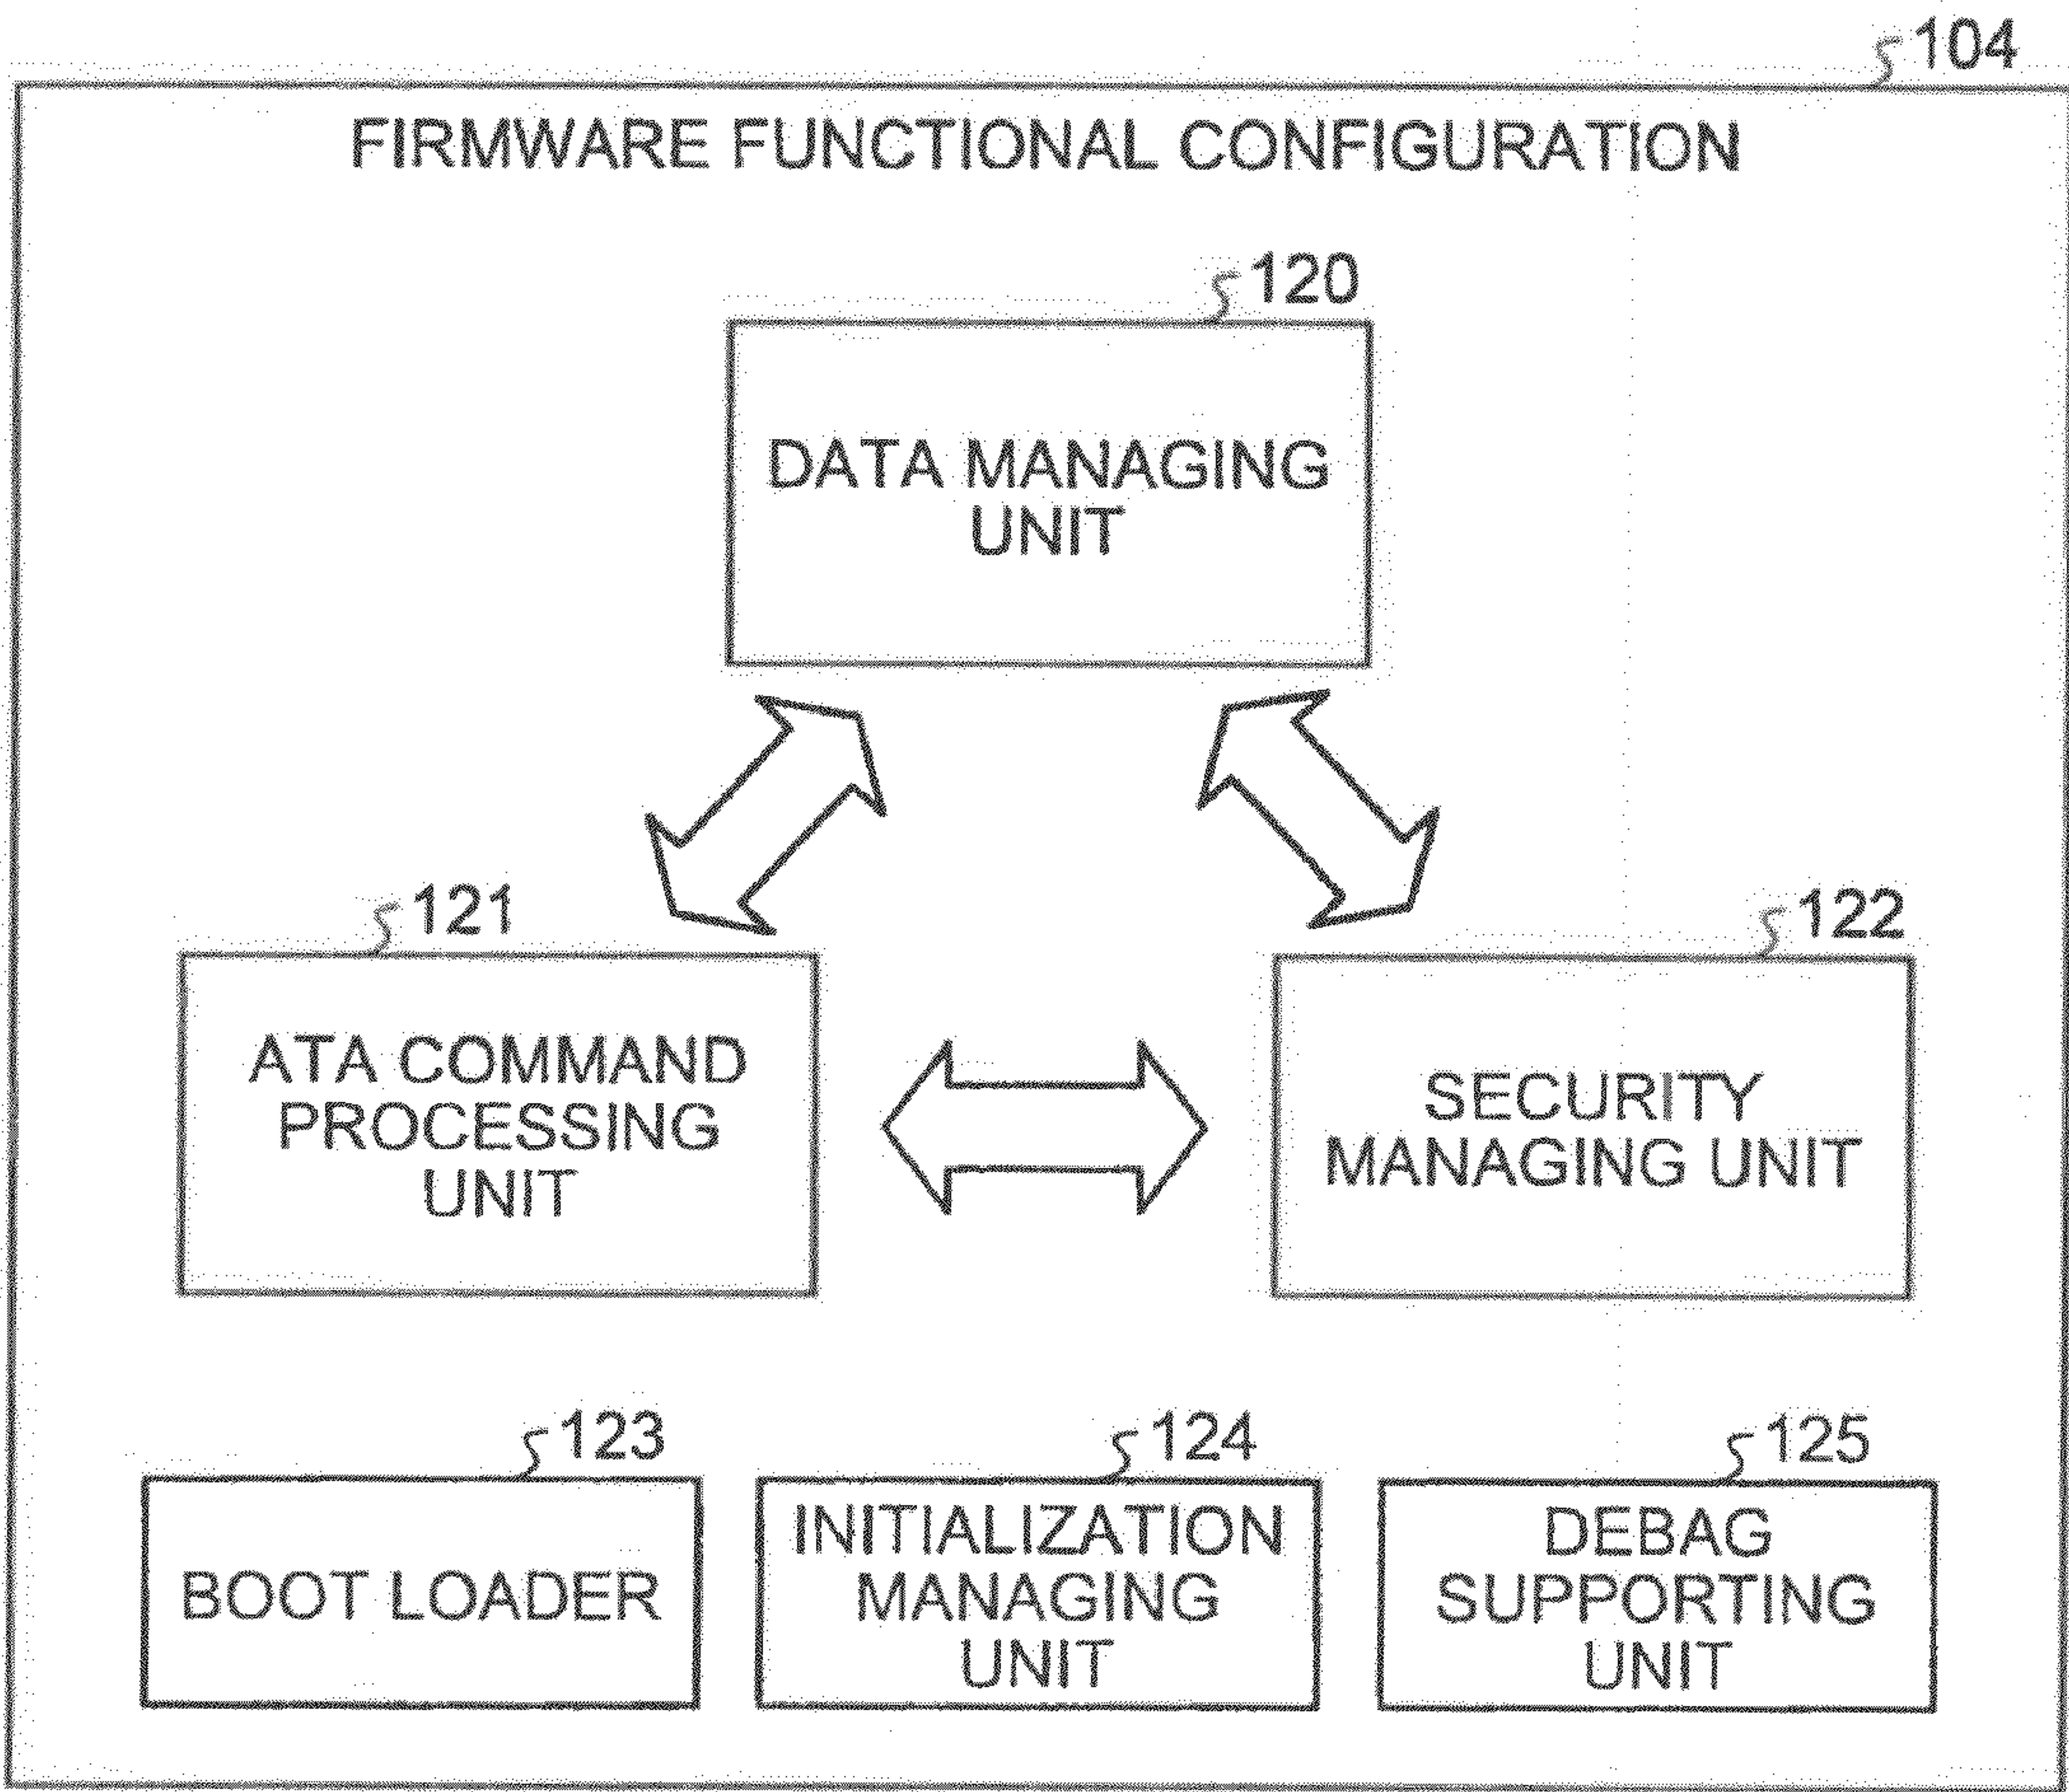 104
FIRMWARE FUNCTIONAL CONFIGURATION
120
DATA MANAGING
UNIT
121
122
ATA COMMAND
PROCESSING
UNIT
SECURITY
MANAGING UNIT
123
124
125
BOOT LOADER
INITIALIZATION
MANAGING
UNIT
DEBAG
SUPPORTING
UNIT